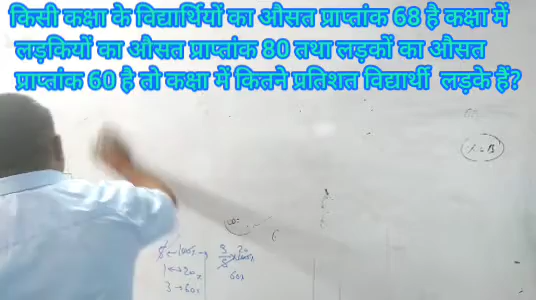 किसी कक्षा के विद्यार्थियों का औसत प्राप्तांक 68 है कक्षा में
लड़कियों का औसत प्राप्तांक 80 तथा लड़कों का औसत
प्राप्तांक 60 है तो कक्षा में कितने प्रतिशत विद्यार्थी लड़के हैं?